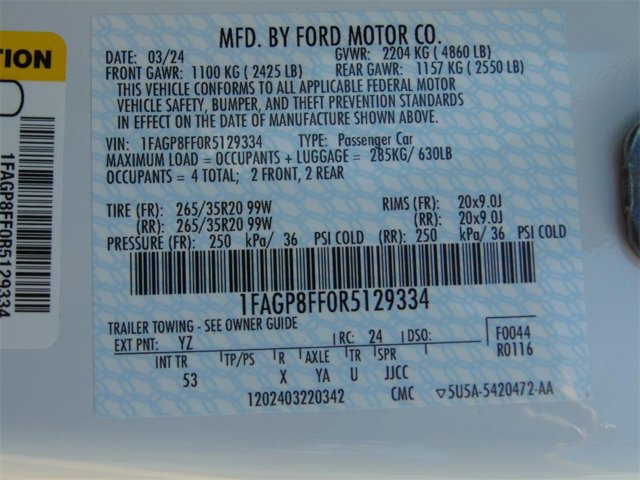 TION
1FAGP8FF0R5129334
MFD. BY FORD MOTOR CO.
DATE: 03/24 GVWR: 2204 KG ( 4860 LB)
FRONT GAWR: 1100 KG ( 2425 LB) REAR GAWR: 1157 KG ( 2550 LB)
THIS VEHICLE CONFORMS TO ALL APPLICABLE FEDERAL MOTOR
VEHICLE SAFETY, BUMPER, AND THEFT PREVENTION STANDARDS
IN EFFECT ON THE DATE OF MANUFACTURE SHOWN ABOVE.
VIN: 1FAGP8FF0R5129334 TYPE: Passenger Car
MAXIMUM LOAD = OCCUPANTS + LUGGAGE = 285KG/ 630LB
OCCUPANTS = 4 TOTAL; 2 FRONT, 2 REAR
TIRE (FR): 265/35R20 99W RIMS (FR): 20x9.0J
(RR): 265/35R20 99W (RR): 20x9.0J
PRESSURE (FR): 250 kPa/ 36 PSI COLD (RR): 250 kPa/ 36 PSI COLD
1FAGP8FF0R5129334
TRAILER TOWING - SEE OWNER GUIDE
EXT PNT: YZ RC: 24 DSO: F0044
R0116
INT TR TP/PS R AXLE TR SPR
53 X YA U JJCC
1202403220342 CMC ▽5U5A-5420472-AA